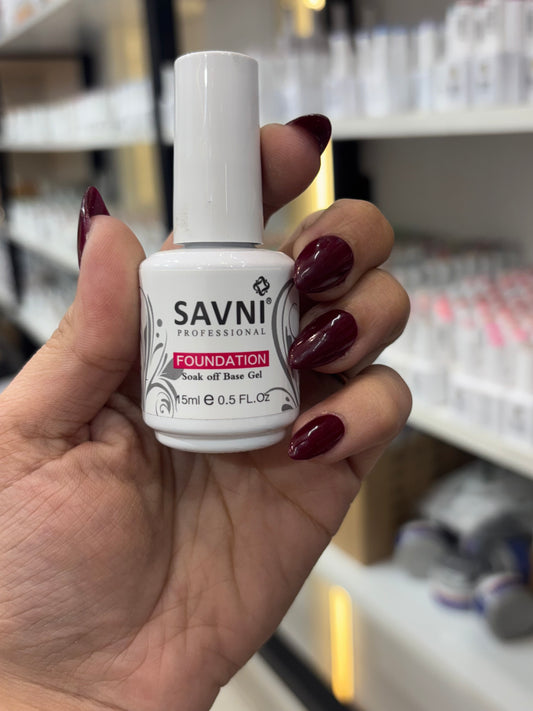 SAVNI®
PROFESSIONAL
FOUNDATION
Soak off Base Gel
15ml e 0.5 FL.Oz